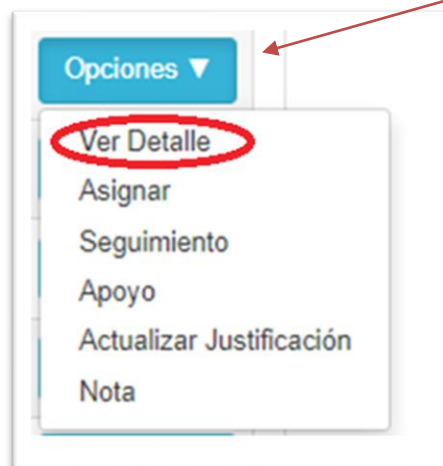 Opciones ▼
Ver Detalle
Asignar
Seguimiento
Apoyo
Actualizar Justificación
Nota